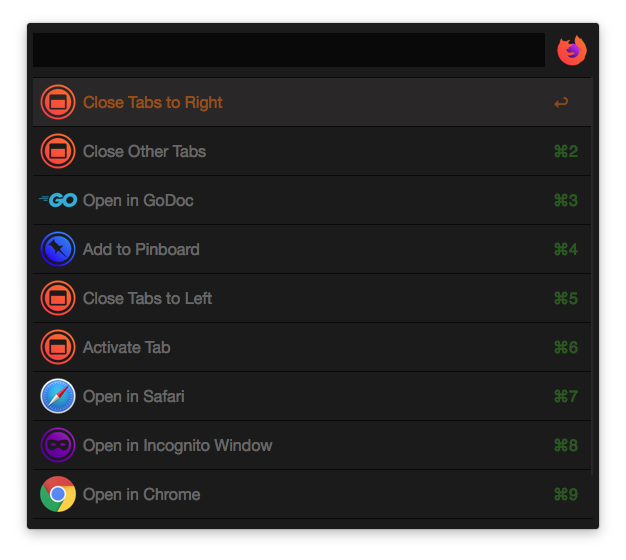 Close Tabs to Right ↩
Close Other Tabs ⌘2
GO Open in GoDoc ⌘3
Add to Pinboard ⌘4
Close Tabs to Left ⌘5
Activate Tab ⌘6
Open in Safari ⌘7
Open in Incognito Window ⌘8
Open in Chrome ⌘9